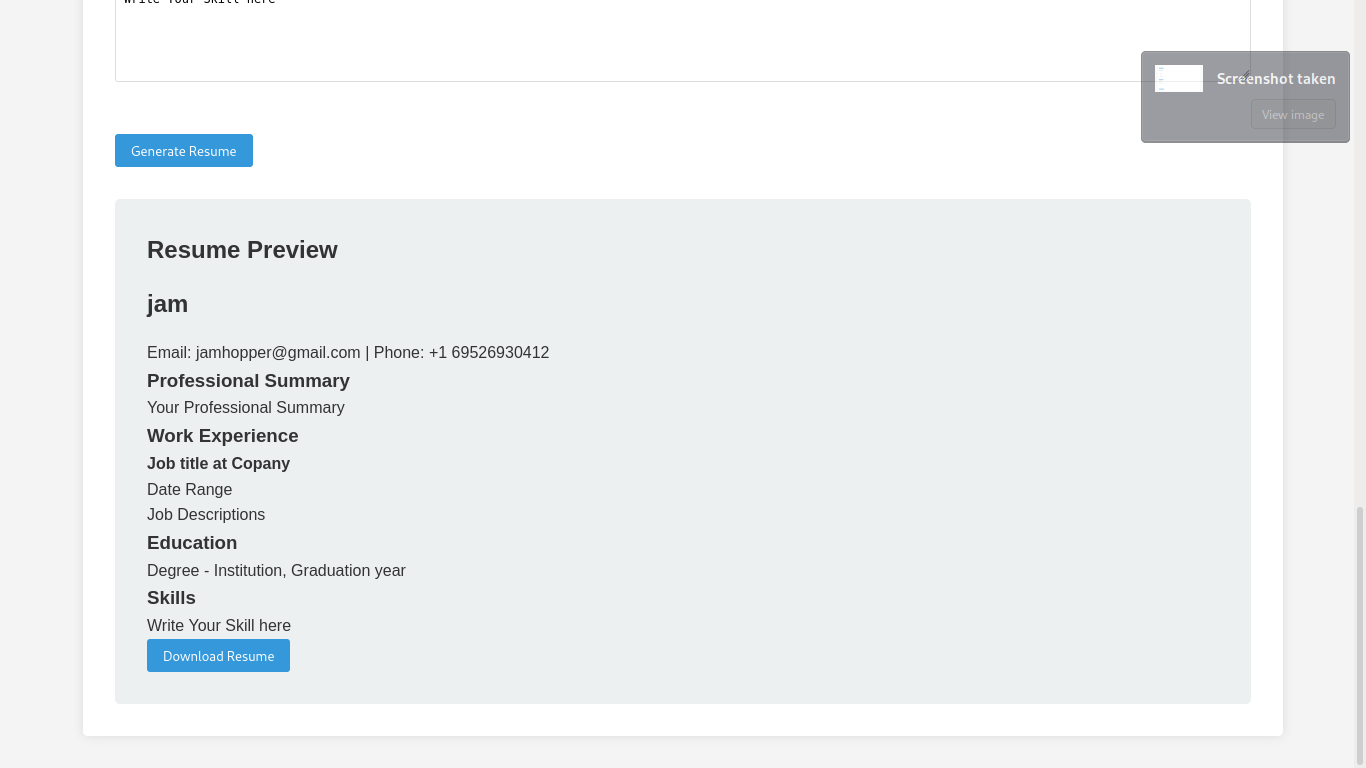 Write Your Skill here
Screenshot taken
View image
Generate Resume
Resume Preview
jam
Email: jamhopper@gmail.com | Phone: +1 69526930412
Professional Summary
Your Professional Summary
Work Experience
Job title at Copany
Date Range
Job Descriptions
Education
Degree - Institution, Graduation year
Skills
Write Your Skill here
Download Resume